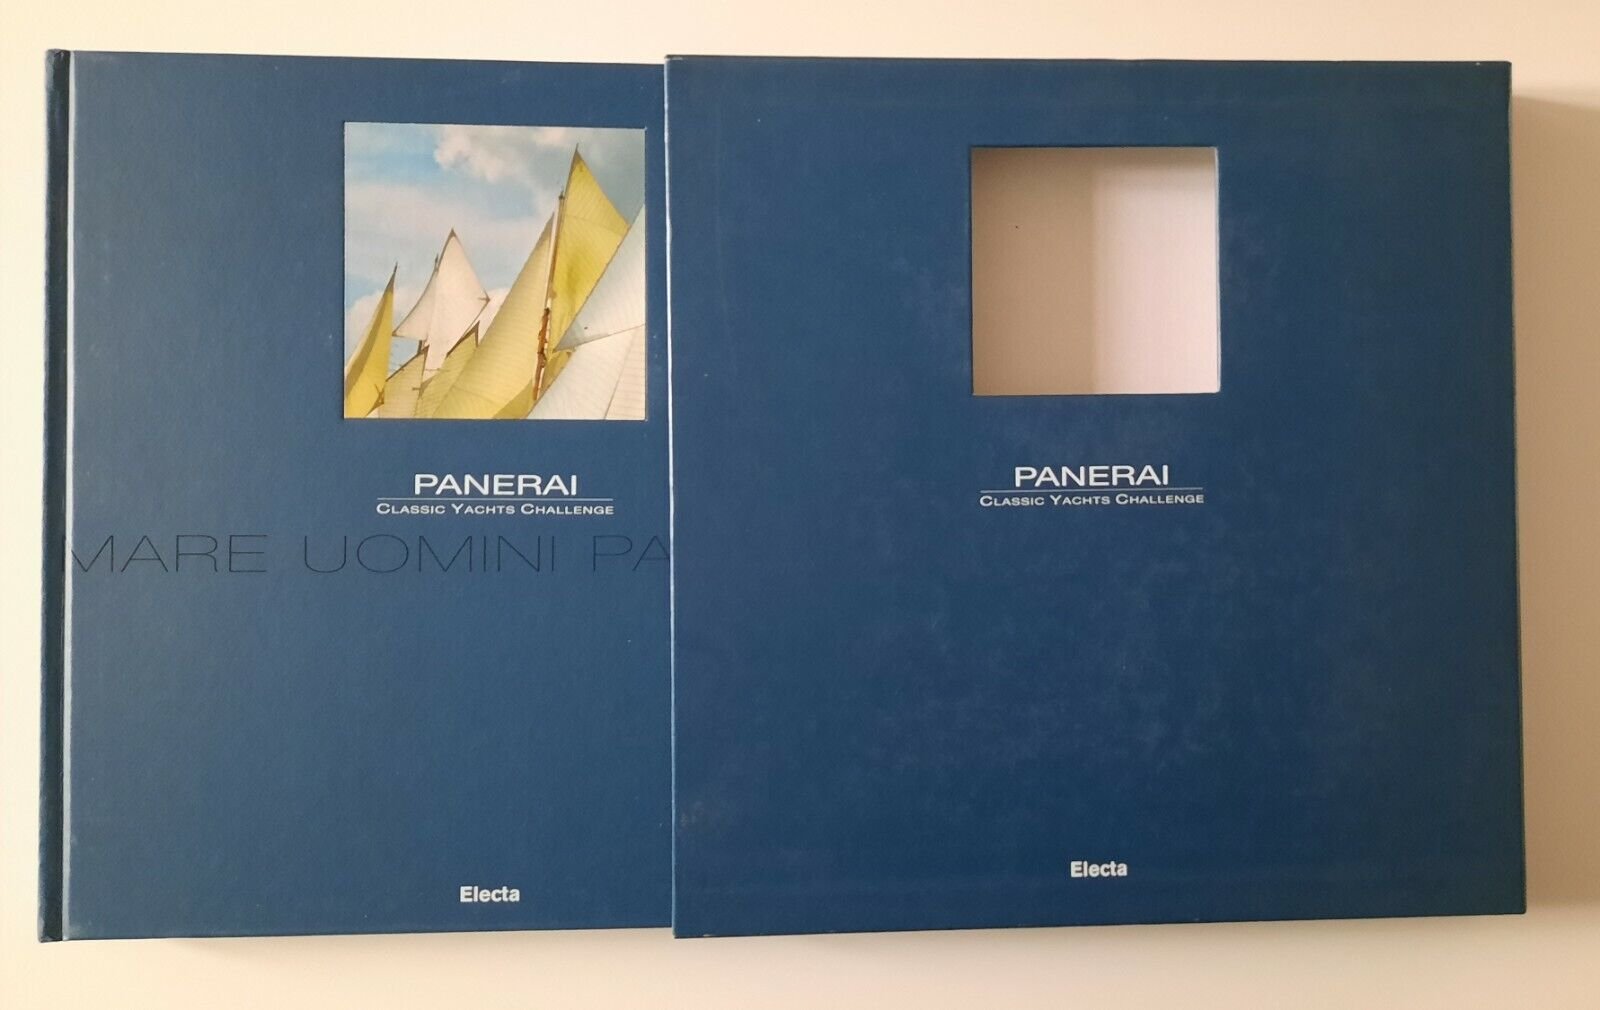 PANERAI
CLASSIC YACHTS CHALLENGE
MARE UOMINI PA
Electa
PANERAI
CLASSIC YACHTS CHALLENGE
Electa